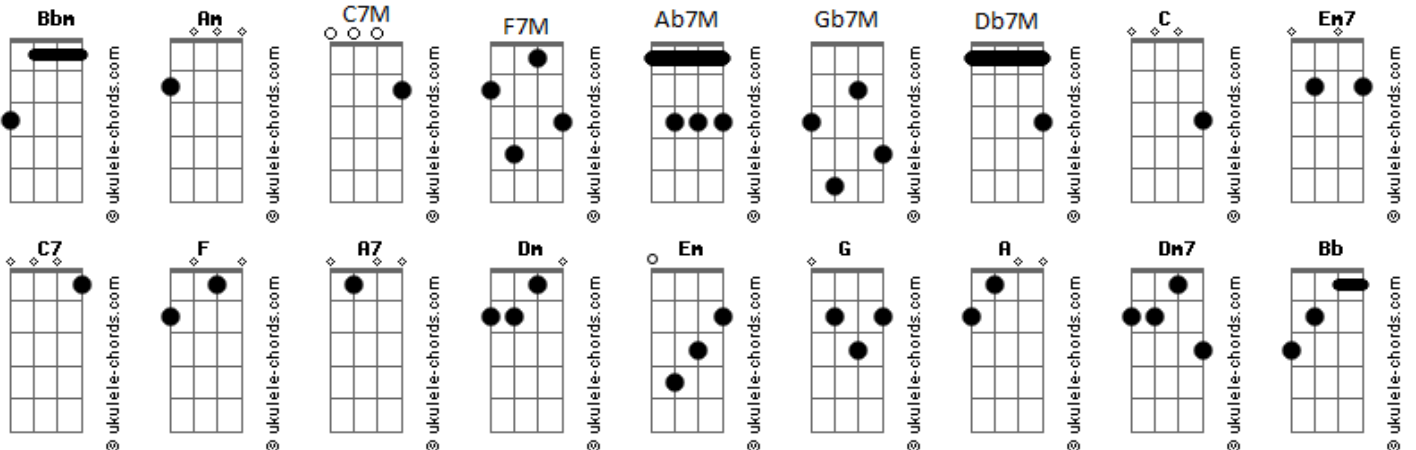 Bbm Am C7M F7M Ab7M Gb7M Db7M C Em7
© ukulele-chords.com © ukulele-chords.com © ukulele-chords.com © ukulele-chords.com © ukulele-chords.com © ukulele-chords.com © ukulele-chords.com © ukulele-chords.com © ukulele-chords.com
C7 F A7 Dm Em G A Dm7 Bb
© ukulele-chords.com © ukulele-chords.com © ukulele-chords.com © ukulele-chords.com © ukulele-chords.com © ukulele-chords.com © ukulele-chords.com © ukulele-chords.com © ukulele-chords.com